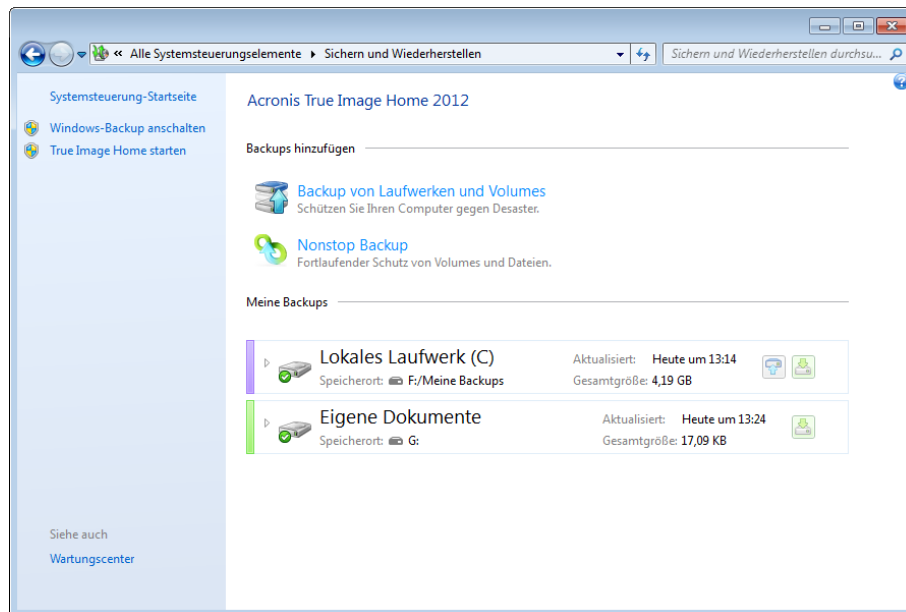 « Alle Systemsteuerungselemente ▸ Sichern und Wiederherstellen
Sichern und Wiederherstellen durchsu...
Systemsteuerung-Startseite
Windows-Backup anschalten
True Image Home starten
Acronis True Image Home 2012
Backups hinzufügen
Backup von Laufwerken und Volumes
Schützen Sie Ihren Computer gegen Desaster.
Nonstop Backup
Fortlaufender Schutz von Volumes und Dateien.
Meine Backups
Lokales Laufwerk (C)
Speicherort: F:/Meine Backups
Aktualisiert: Heute um 13:14
Gesamtgröße: 4,19 GB
Eigene Dokumente
Speicherort: G:
Aktualisiert: Heute um 13:24
Gesamtgröße: 17,09 KB
Siehe auch
Wartungscenter